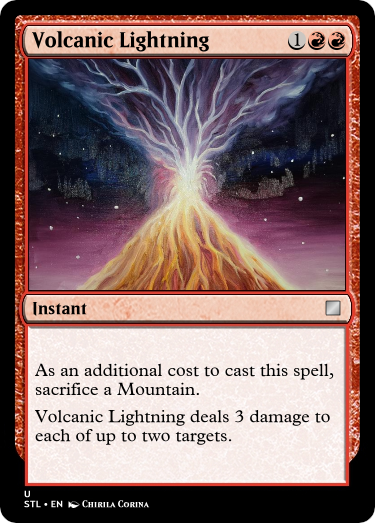 Volcanic Lightning 1
Instant
As an additional cost to cast this spell,
sacrifice a Mountain.
Volcanic Lightning deals 3 damage to
each of up to two targets.
U
STL • EN Chirila Corina